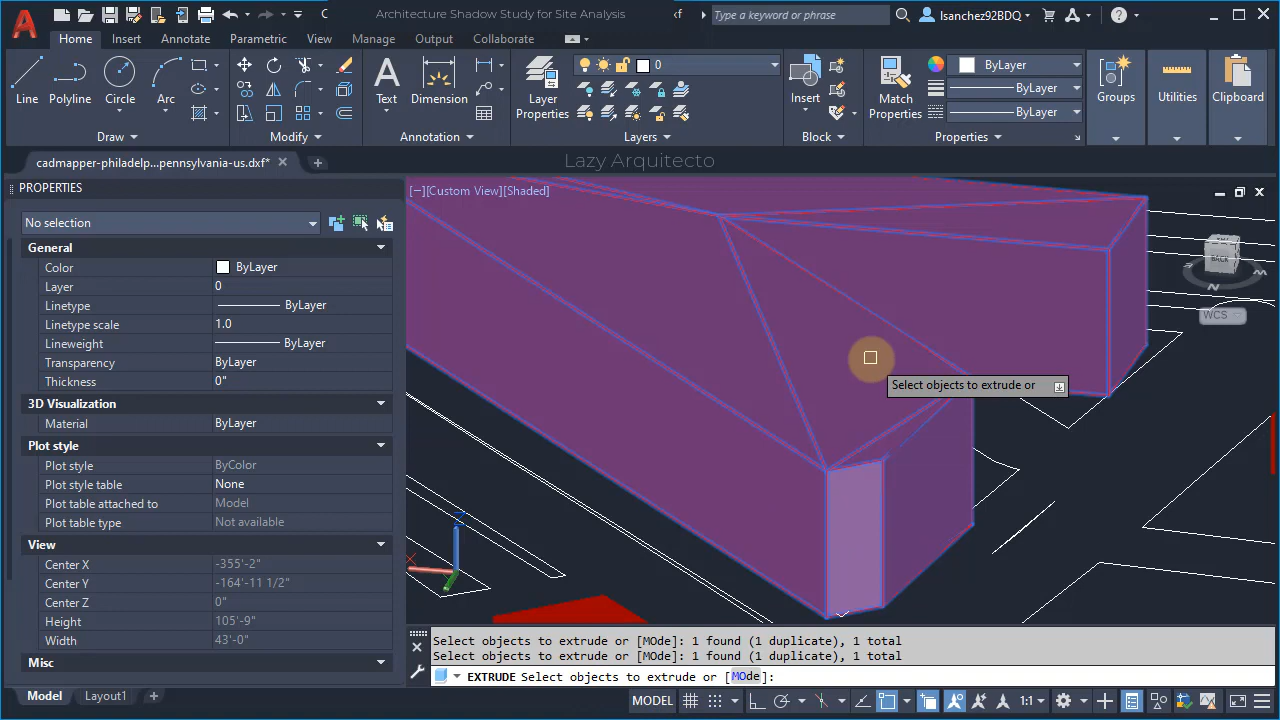 Architecture Shadow Study for Site Analysis
Type a keyword or phrase
lsanchez92BDQ
Home
Insert
Annotate
Parametric
View
Manage
Output
Collaborate
Line
Polyline
Circle
Arc
Text
Dimension
Layer
Properties
0
Insert
Match
Properties
ByLayer
ByLayer
ByLayer
Groups
Utilities
Clipboard
Draw
Modify
Annotation
Layers
Block
Properties
cadmapper-philadelp...pennsylvania-us.dxf*
Lazy Arquitecto
PROPERTIES
[−][Custom View][Shaded]
No selection
General
Color ByLayer
Layer 0
Linetype ByLayer
Linetype scale 1.0
Lineweight ByLayer
Transparency ByLayer
Thickness 0"
3D Visualization
Material ByLayer
Plot style
Plot style ByColor
Plot style table None
Plot table attached to Model
Plot table type Not available
View
Center X -355'-2"
Center Y -164'-11 1/2"
Center Z 0"
Height 105'-9"
Width 43'-0"
Misc
BACK
WCS
Select objects to extrude or
Select objects to extrude or [MOde]: 1 found (1 duplicate), 1 total
Select objects to extrude or [MOde]: 1 found (1 duplicate), 1 total
EXTRUDE Select objects to extrude or [MOde]:
Model
Layout1
MODEL
1:1